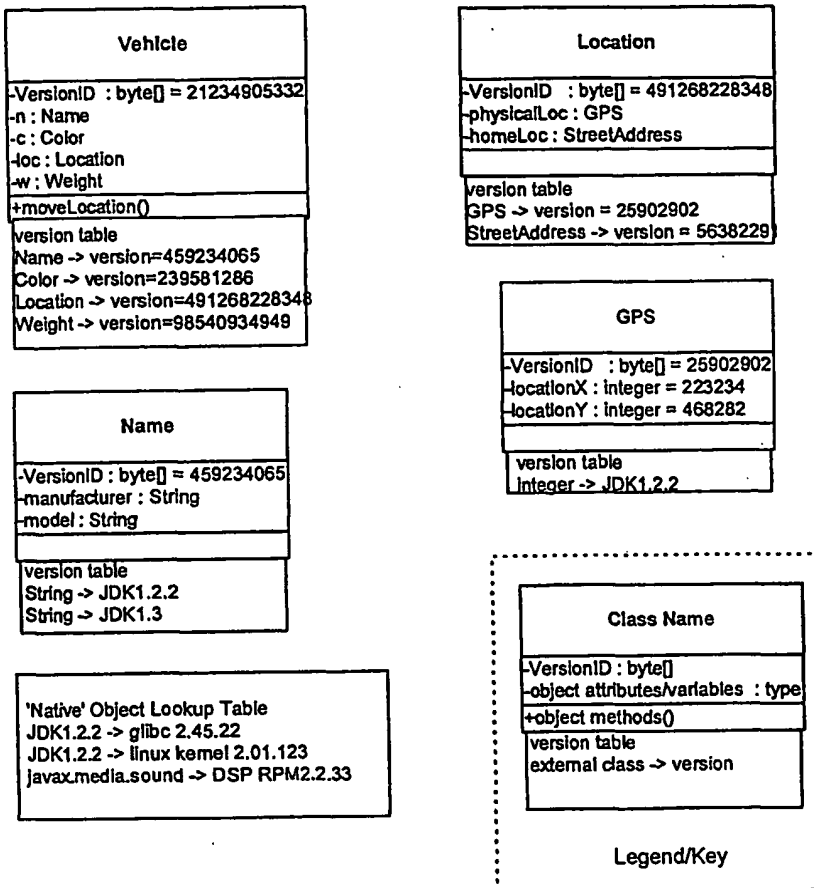 Vehicle
-VersionID : byte[] = 21234905332
-n : Name
-c : Color
-loc : Location
-w : Weight
+moveLocation()
version table
Name -> version=459234065
Color -> version=239581286
Location -> version=491268228348
Weight -> version=98540934949
Name
-VersionID : byte[] = 459234065
-manufacturer : String
-model : String
version table
String -> JDK1.2.2
String -> JDK1.3
'Native' Object Lookup Table
JDK1.2.2 -> glibc 2.45.22
JDK1.2.2 -> linux kernel 2.01.123
javax.media.sound -> DSP RPM2.2.33
Location
-VersionID : byte[] = 491268228348
-physicalLoc : GPS
-homeLoc : StreetAddress
version table
GPS -> version = 25902902
StreetAddress -> version = 5638229
GPS
-VersionID : byte[] = 25902902
-locationX : integer = 223234
-locationY : integer = 468282
version table
integer -> JDK1.2.2
Class Name
-VersionID : byte[]
-object attributes/variables : type
+object methods()
version table
external class -> version
Legend/Key